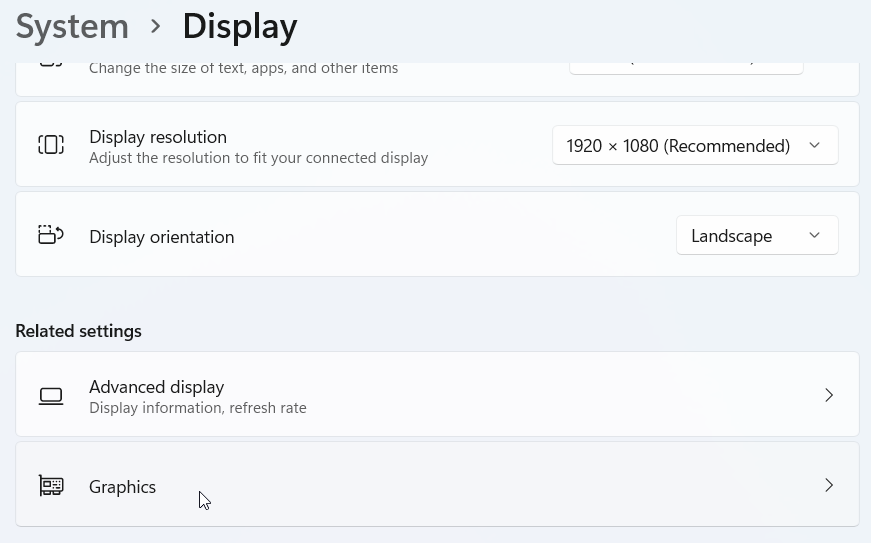 System > Display
Change the size of text, apps, and other items
Display resolution
Adjust the resolution to fit your connected display
1920 × 1080 (Recommended)
Display orientation
Landscape
Related settings
Advanced display
Display information, refresh rate
Graphics